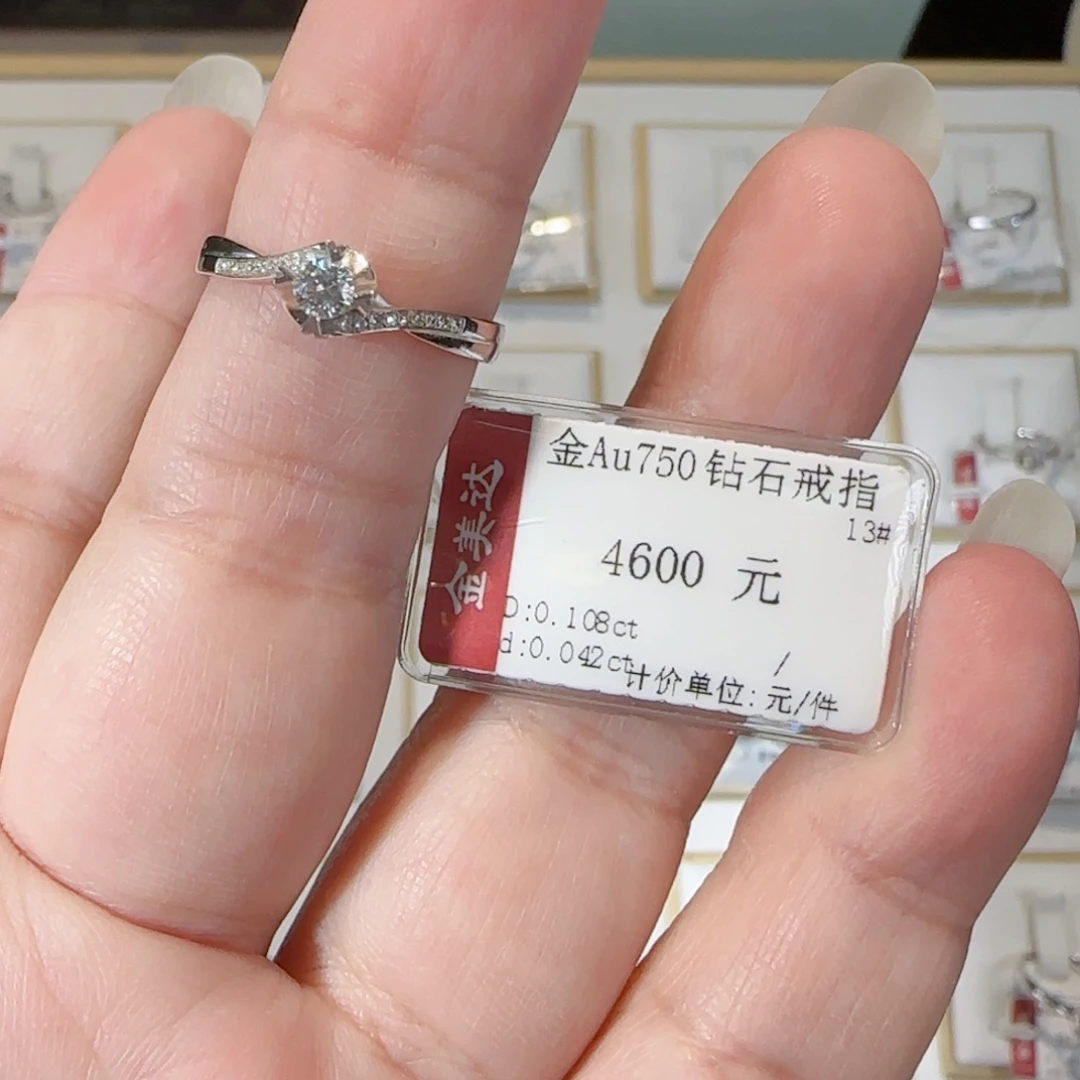 金美达
金Au750钻石戒指
13#
4600 元
D:0.108ct
d:0.042ct
/
计价单位:元/件